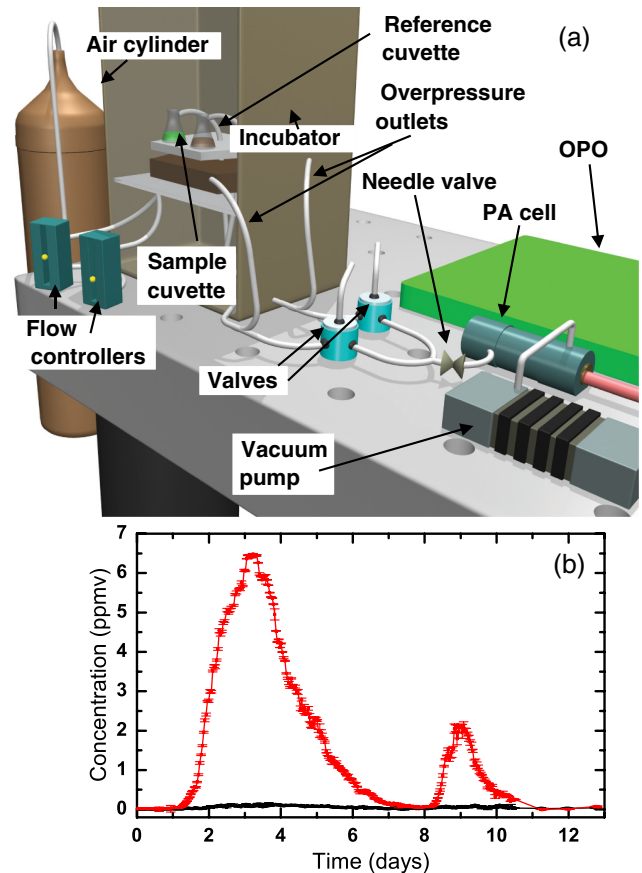 Air cylinder
Reference
cuvette
(a)
Overpressure
outlets
Incubator
OPO
Needle valve
PA cell
Sample
cuvette
Flow
controllers
Valves
Vacuum
pump
(b)
Concentration (ppmv)
7
6
5
4
3
2
1
0
0 2 4 6 8 10 12
Time (days)